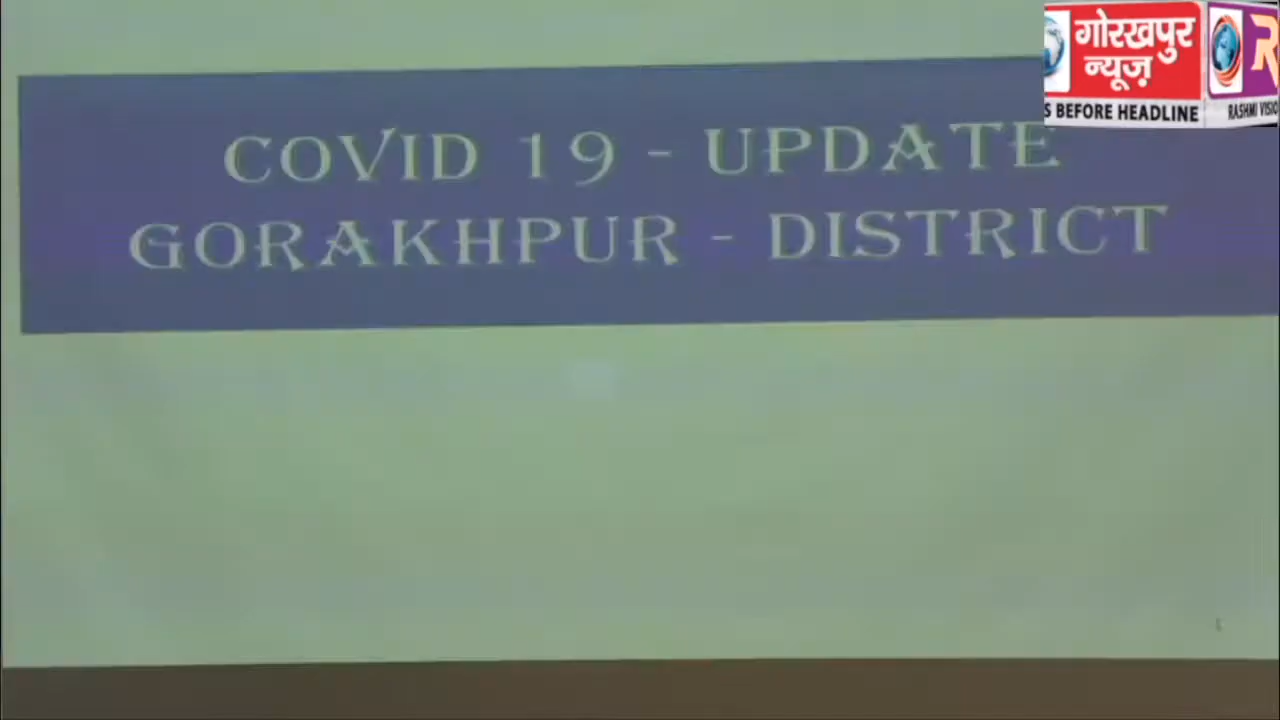 गोरखपुर
न्यूज़
S BEFORE HEADLINE
R
RASHMI VISIO
COVID 19 - UPDATE
GORAKHPUR - DISTRICT